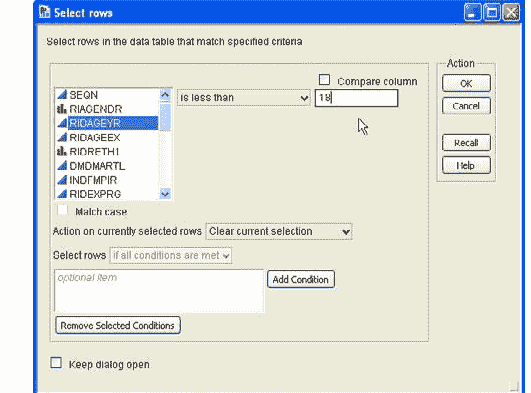 Select rows
Select rows in the data table that match specified criteria
Action
Compare column
OK
SEQN
is less than
18
RIAGENDR
Cancel
RIDAGEYR
RIDAGEEX
RIDRETH1
Recall
DMDMARTL
INDFMPIR
Help
RIDEXPRG
Match case
Action on currently selected rows Clear current selection
Select rows if all conditions are met
optional item
Add Condition
Remove Selected Conditions
Keep dialog open